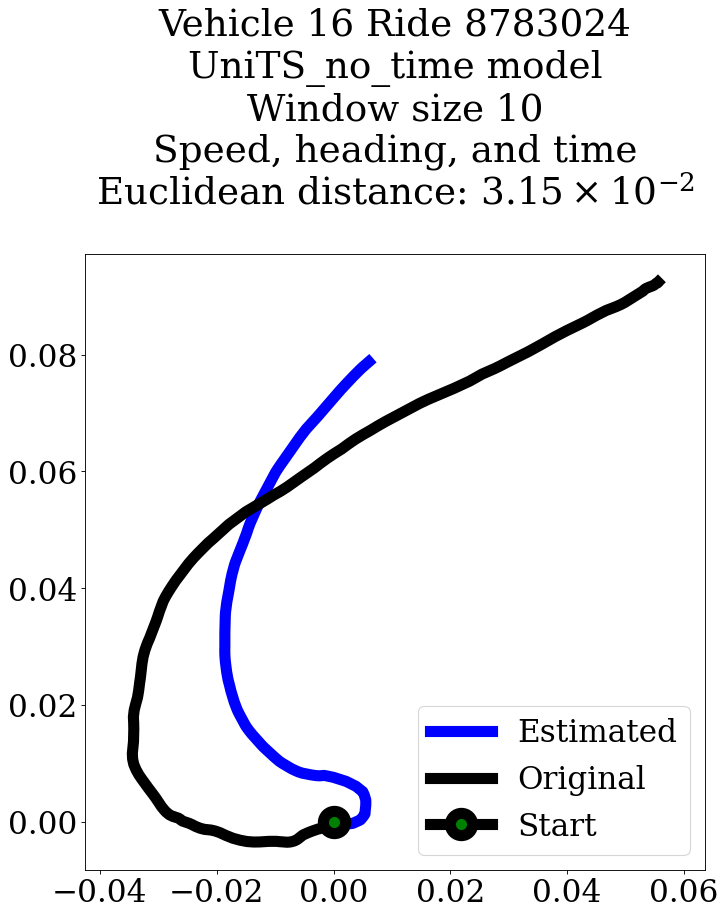 Vehicle 16 Ride 8783024
UniTS_no_time model
Window size 10
Speed, heading, and time
Euclidean distance: 3.15 × 10⁻²
0.08
0.06
0.04
0.02
0.00
Estimated
Original
Start
−0.04 −0.02 0.00 0.02 0.04 0.06